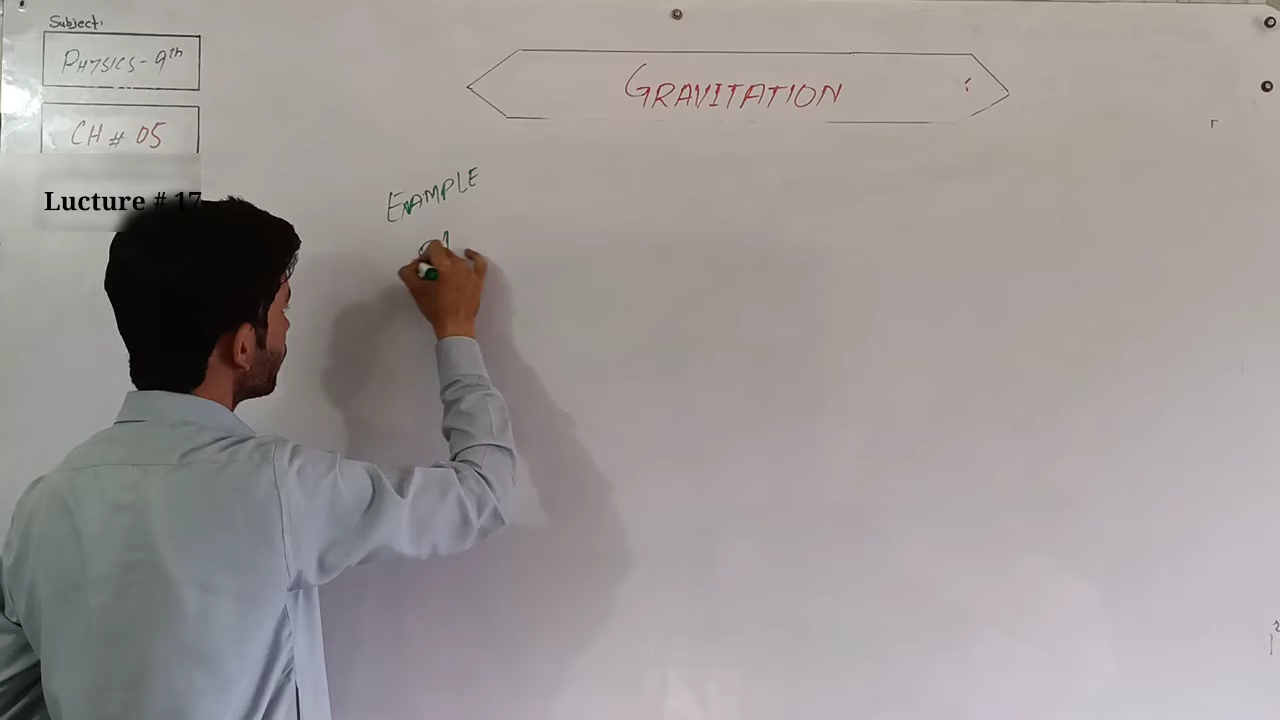 Subject:
PHYSICS-9th
CH # 05
Lucture # 17
GRAVITATION
EXAMPLE